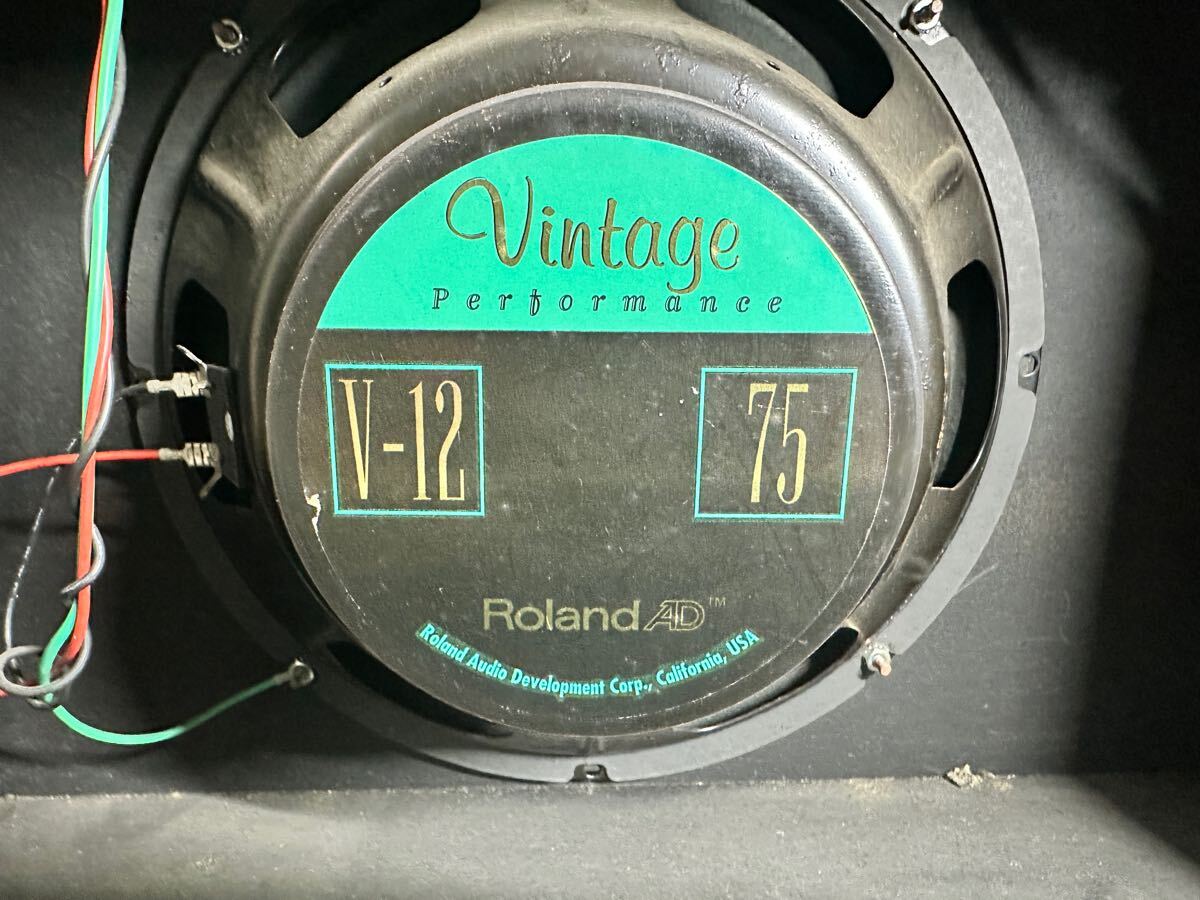 Vintage
Performance
V-12
75
Roland AD™
Roland Audio Development Corp., California, USA